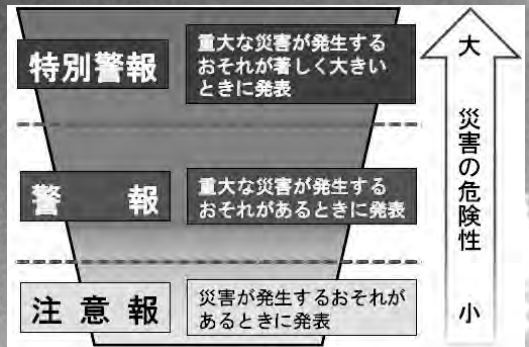 特別警報
重大な災害が発生する
おそれが著しく大きい
ときに発表
警 報
重大な災害が発生する
おそれがあるときに発表
注意報
災害が発生するおそれが
あるときに発表
大
災害の危険性
小